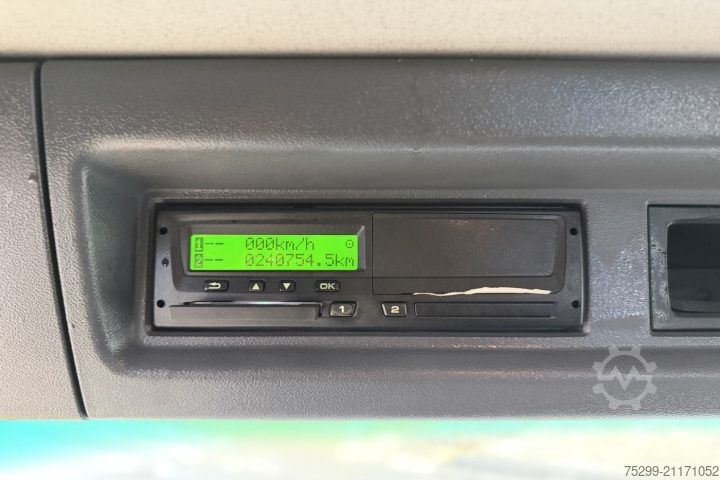 1-- 000km/h
2-- 0240754.5km
OK
1 2
75299-21171052